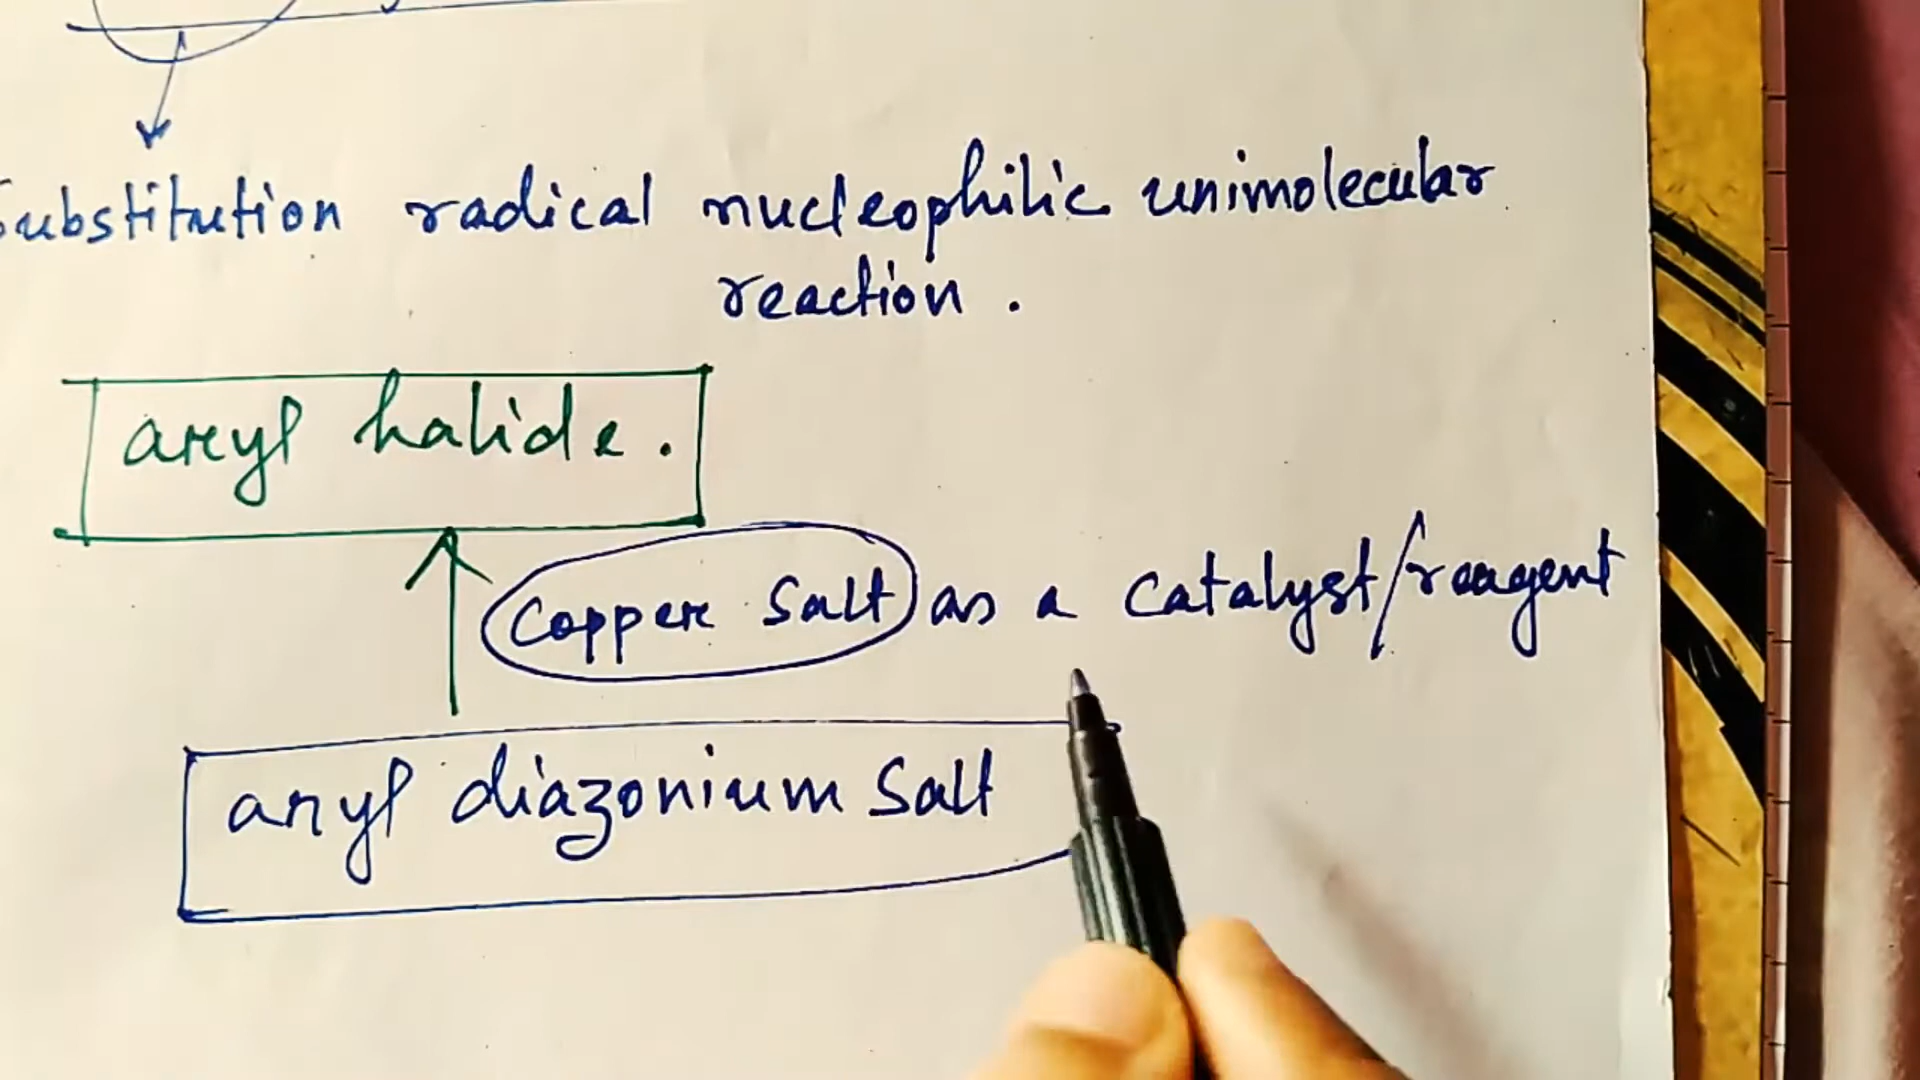 Substitution radical nucleophilic unimolecular
reaction.
aryl halide.
Copper Salt as a catalyst/reagent
aryl diazonium Salt